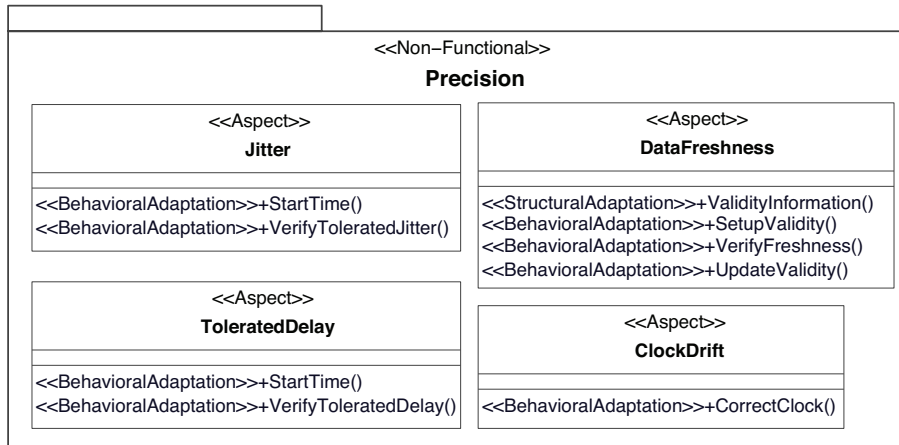 <<Non–Functional>>
Precision
<<Aspect>>
Jitter
<<BehavioralAdaptation>>+StartTime()
<<BehavioralAdaptation>>+VerifyToleratedJitter()
<<Aspect>>
DataFreshness
<<StructuralAdaptation>>+ValidityInformation()
<<BehavioralAdaptation>>+SetupValidity()
<<BehavioralAdaptation>>+VerifyFreshness()
<<BehavioralAdaptation>>+UpdateValidity()
<<Aspect>>
ToleratedDelay
<<BehavioralAdaptation>>+StartTime()
<<BehavioralAdaptation>>+VerifyToleratedDelay()
<<Aspect>>
ClockDrift
<<BehavioralAdaptation>>+CorrectClock()